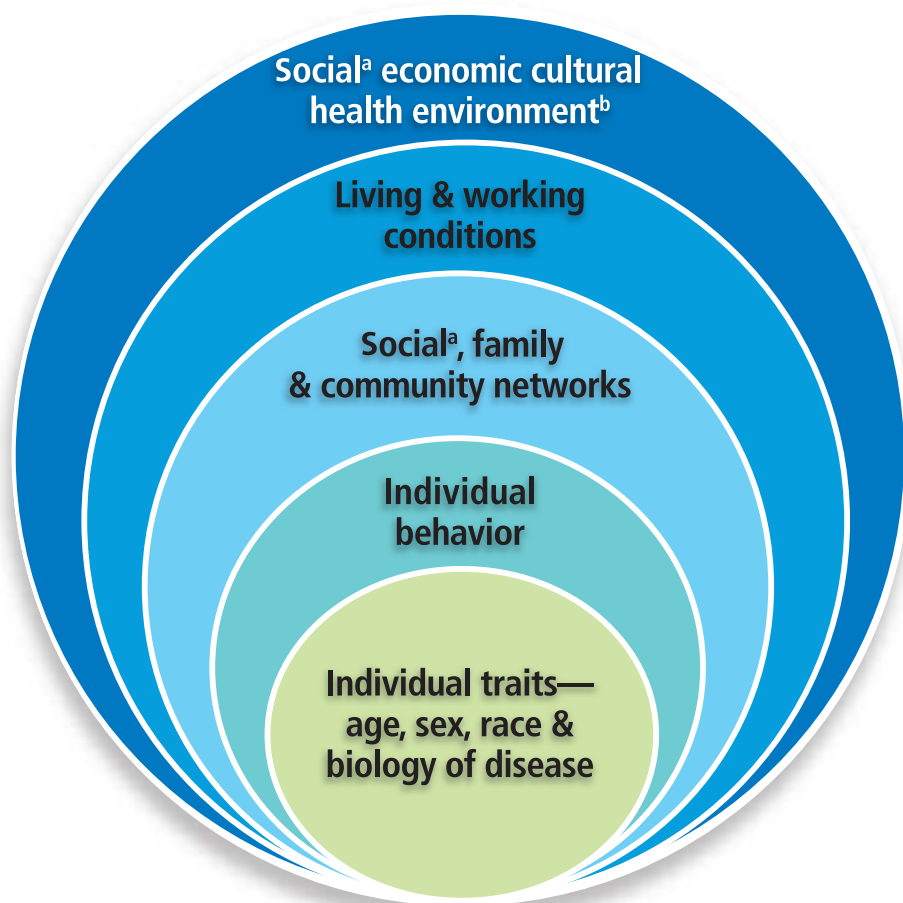 Socialᵃ economic cultural
health environmentᵇ
Living & working
conditions
Socialᵃ, family
& community networks
Individual
behavior
Individual traits—
age, sex, race &
biology of disease